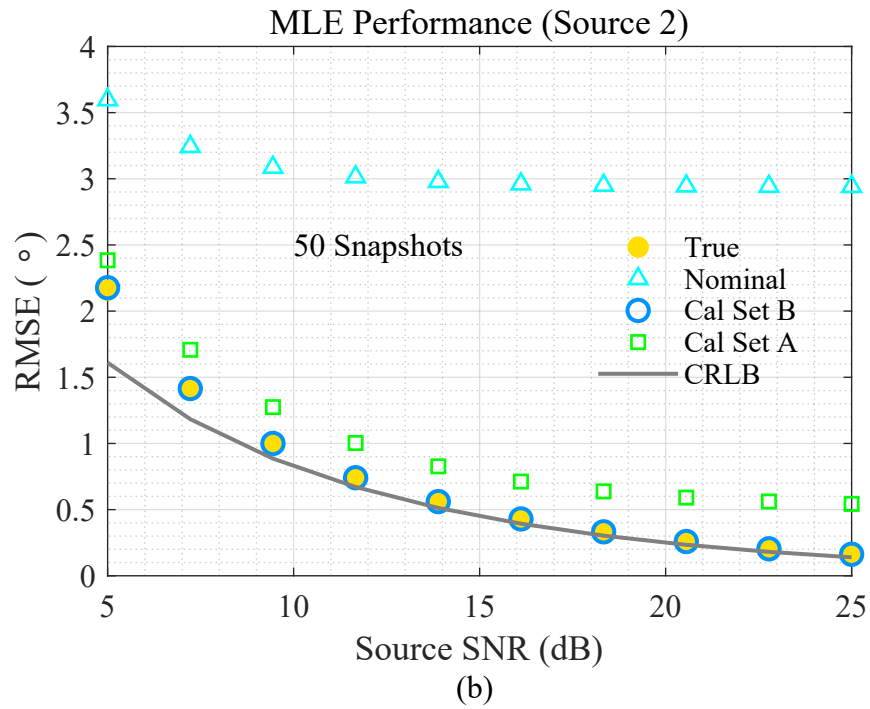 MLE Performance (Source 2)
4
3.5
3
2.5
2
1.5
1
0.5
0
RMSE ( ° )
50 Snapshots
True
Nominal
Cal Set B
Cal Set A
CRLB
5 10 15 20 25
Source SNR (dB)
(b)